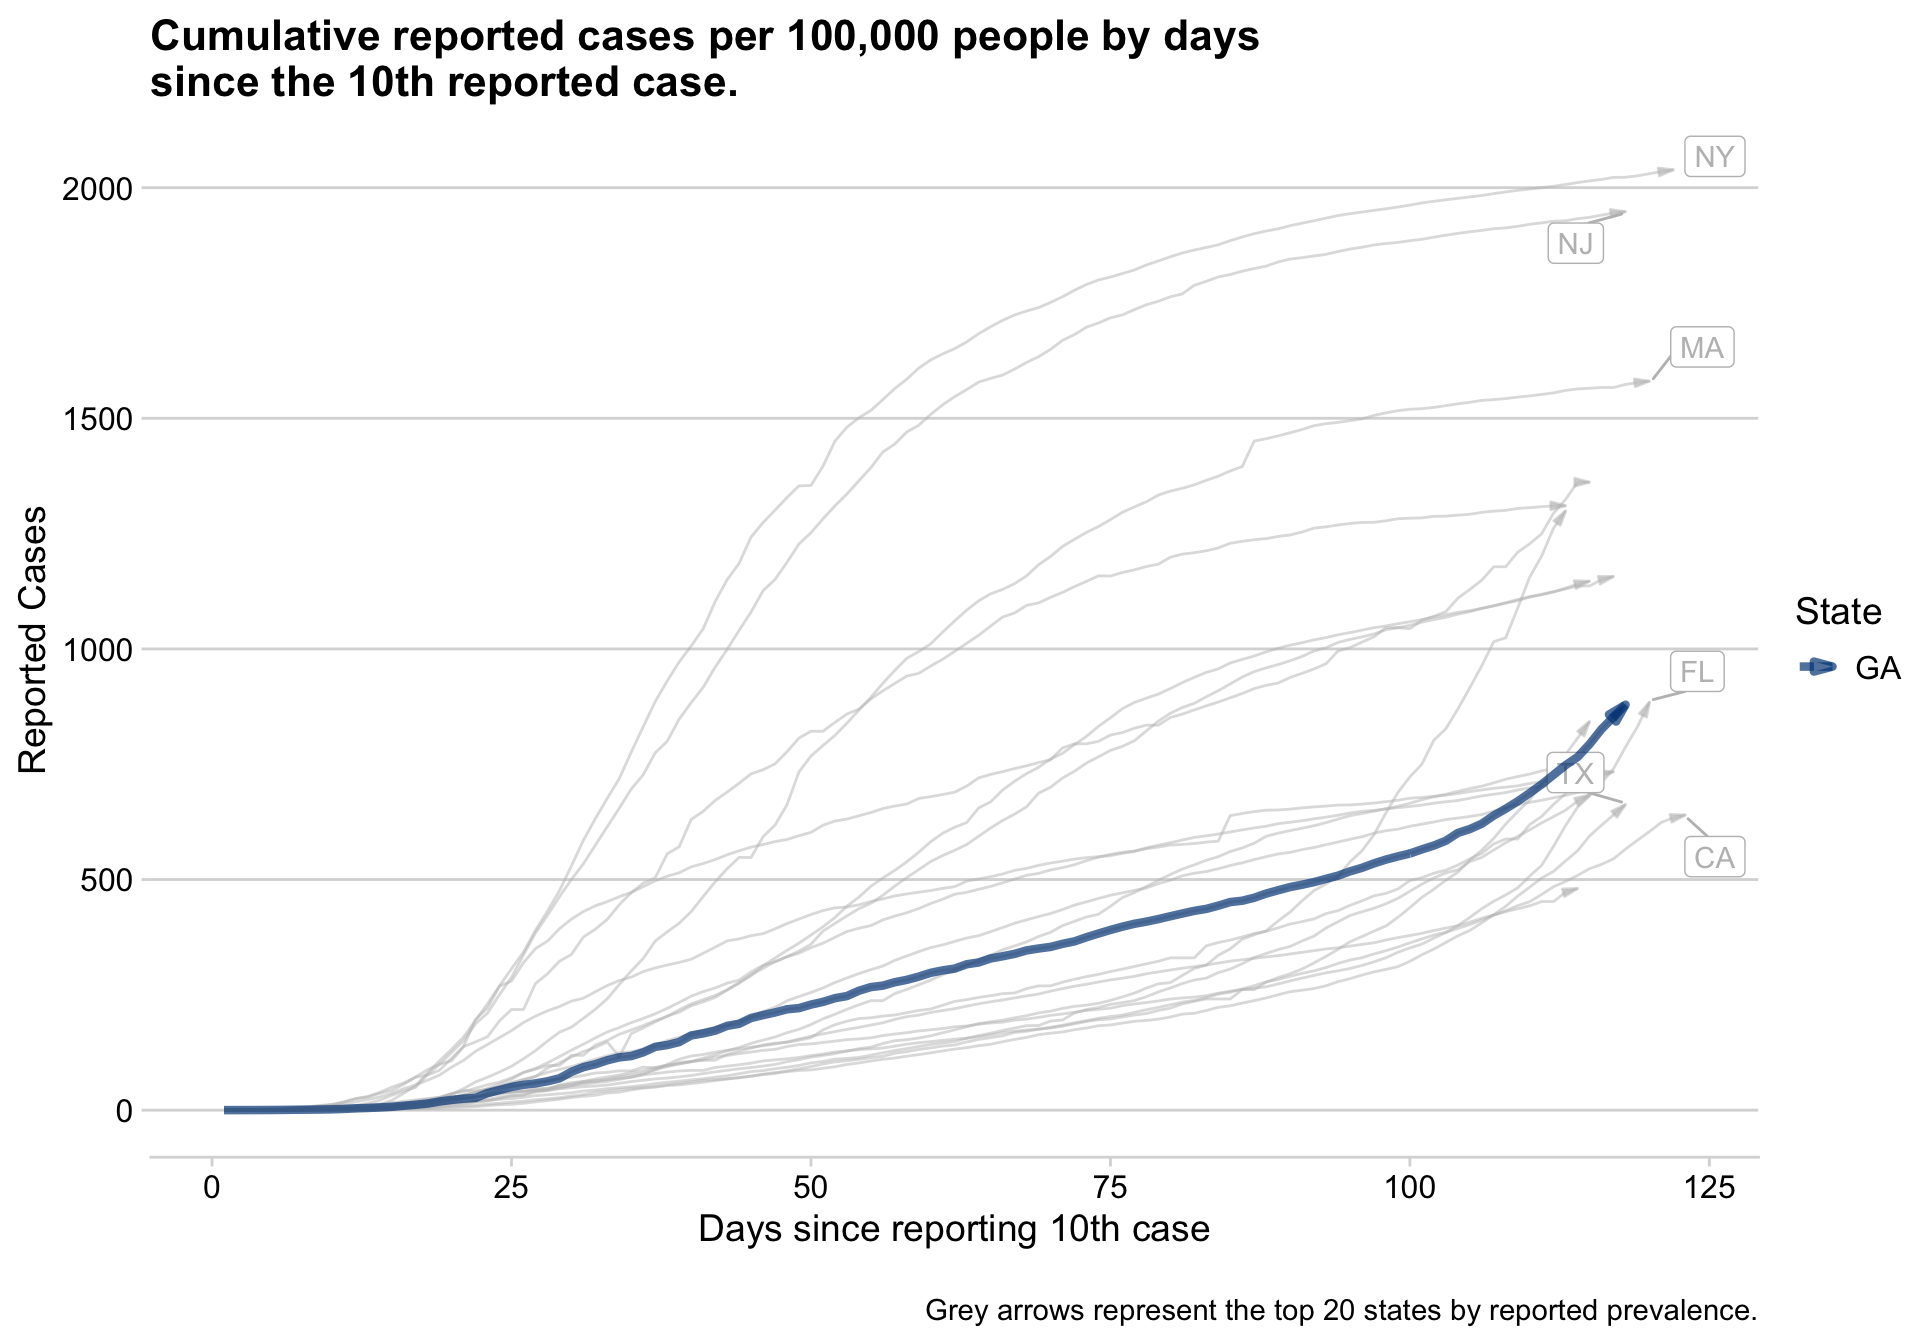 Cumulative reported cases per 100,000 people by days
since the 10th reported case.
NY
2000
NJ
MA
1500
Reported Cases
State
1000
FL
GA
TX
CA
500
0
0 25 50 75 100 125
Days since reporting 10th case
Grey arrows represent the top 20 states by reported prevalence.